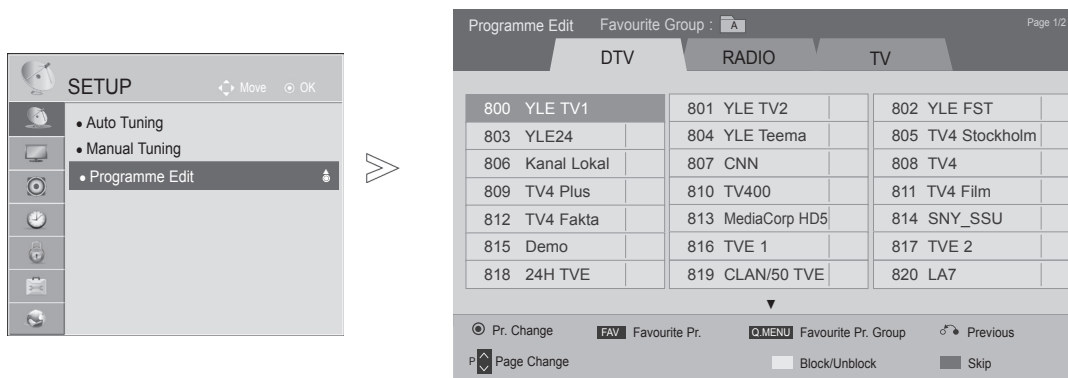 SETUP Move OK
• Auto Tuning
• Manual Tuning
• Programme Edit
Programme Edit Favourite Group : A Page 1/2
DTV RADIO TV
800 YLE TV1 801 YLE TV2 802 YLE FST
803 YLE24 804 YLE Teema 805 TV4 Stockholm
806 Kanal Lokal 807 CNN 808 TV4
809 TV4 Plus 810 TV400 811 TV4 Film
812 TV4 Fakta 813 MediaCorp HD5 814 SNY_SSU
815 Demo 816 TVE 1 817 TVE 2
818 24H TVE 819 CLAN/50 TVE 820 LA7
Pr. Change FAV Favourite Pr. Q.MENU Favourite Pr. Group Previous
P Page Change Block/Unblock Skip